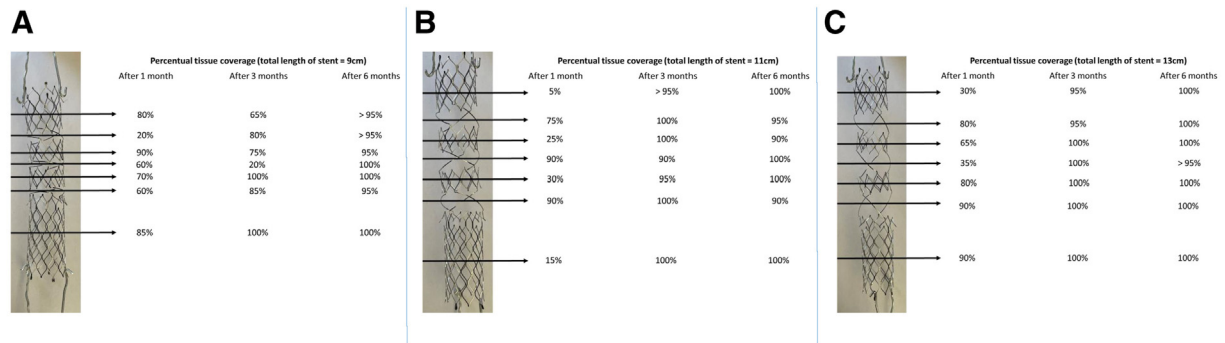 A
Percentual tissue coverage (total length of stent = 9cm)
After 1 month After 3 months After 6 months
80% 65% > 95%
20% 80% > 95%
90% 75% 95%
60% 20% 100%
70% 100% 100%
60% 85% 95%
85% 100% 100%
B
Percentual tissue coverage (total length of stent = 11cm)
After 1 month After 3 months After 6 months
5% > 95% 100%
75% 100% 95%
25% 100% 90%
90% 90% 100%
30% 95% 100%
90% 100% 90%
15% 100% 100%
C
Percentual tissue coverage (total length of stent = 13cm)
After 1 month After 3 months After 6 months
30% 95% 100%
80% 95% 100%
65% 100% 100%
35% 100% > 95%
80% 100% 100%
90% 100% 100%
90% 100% 100%